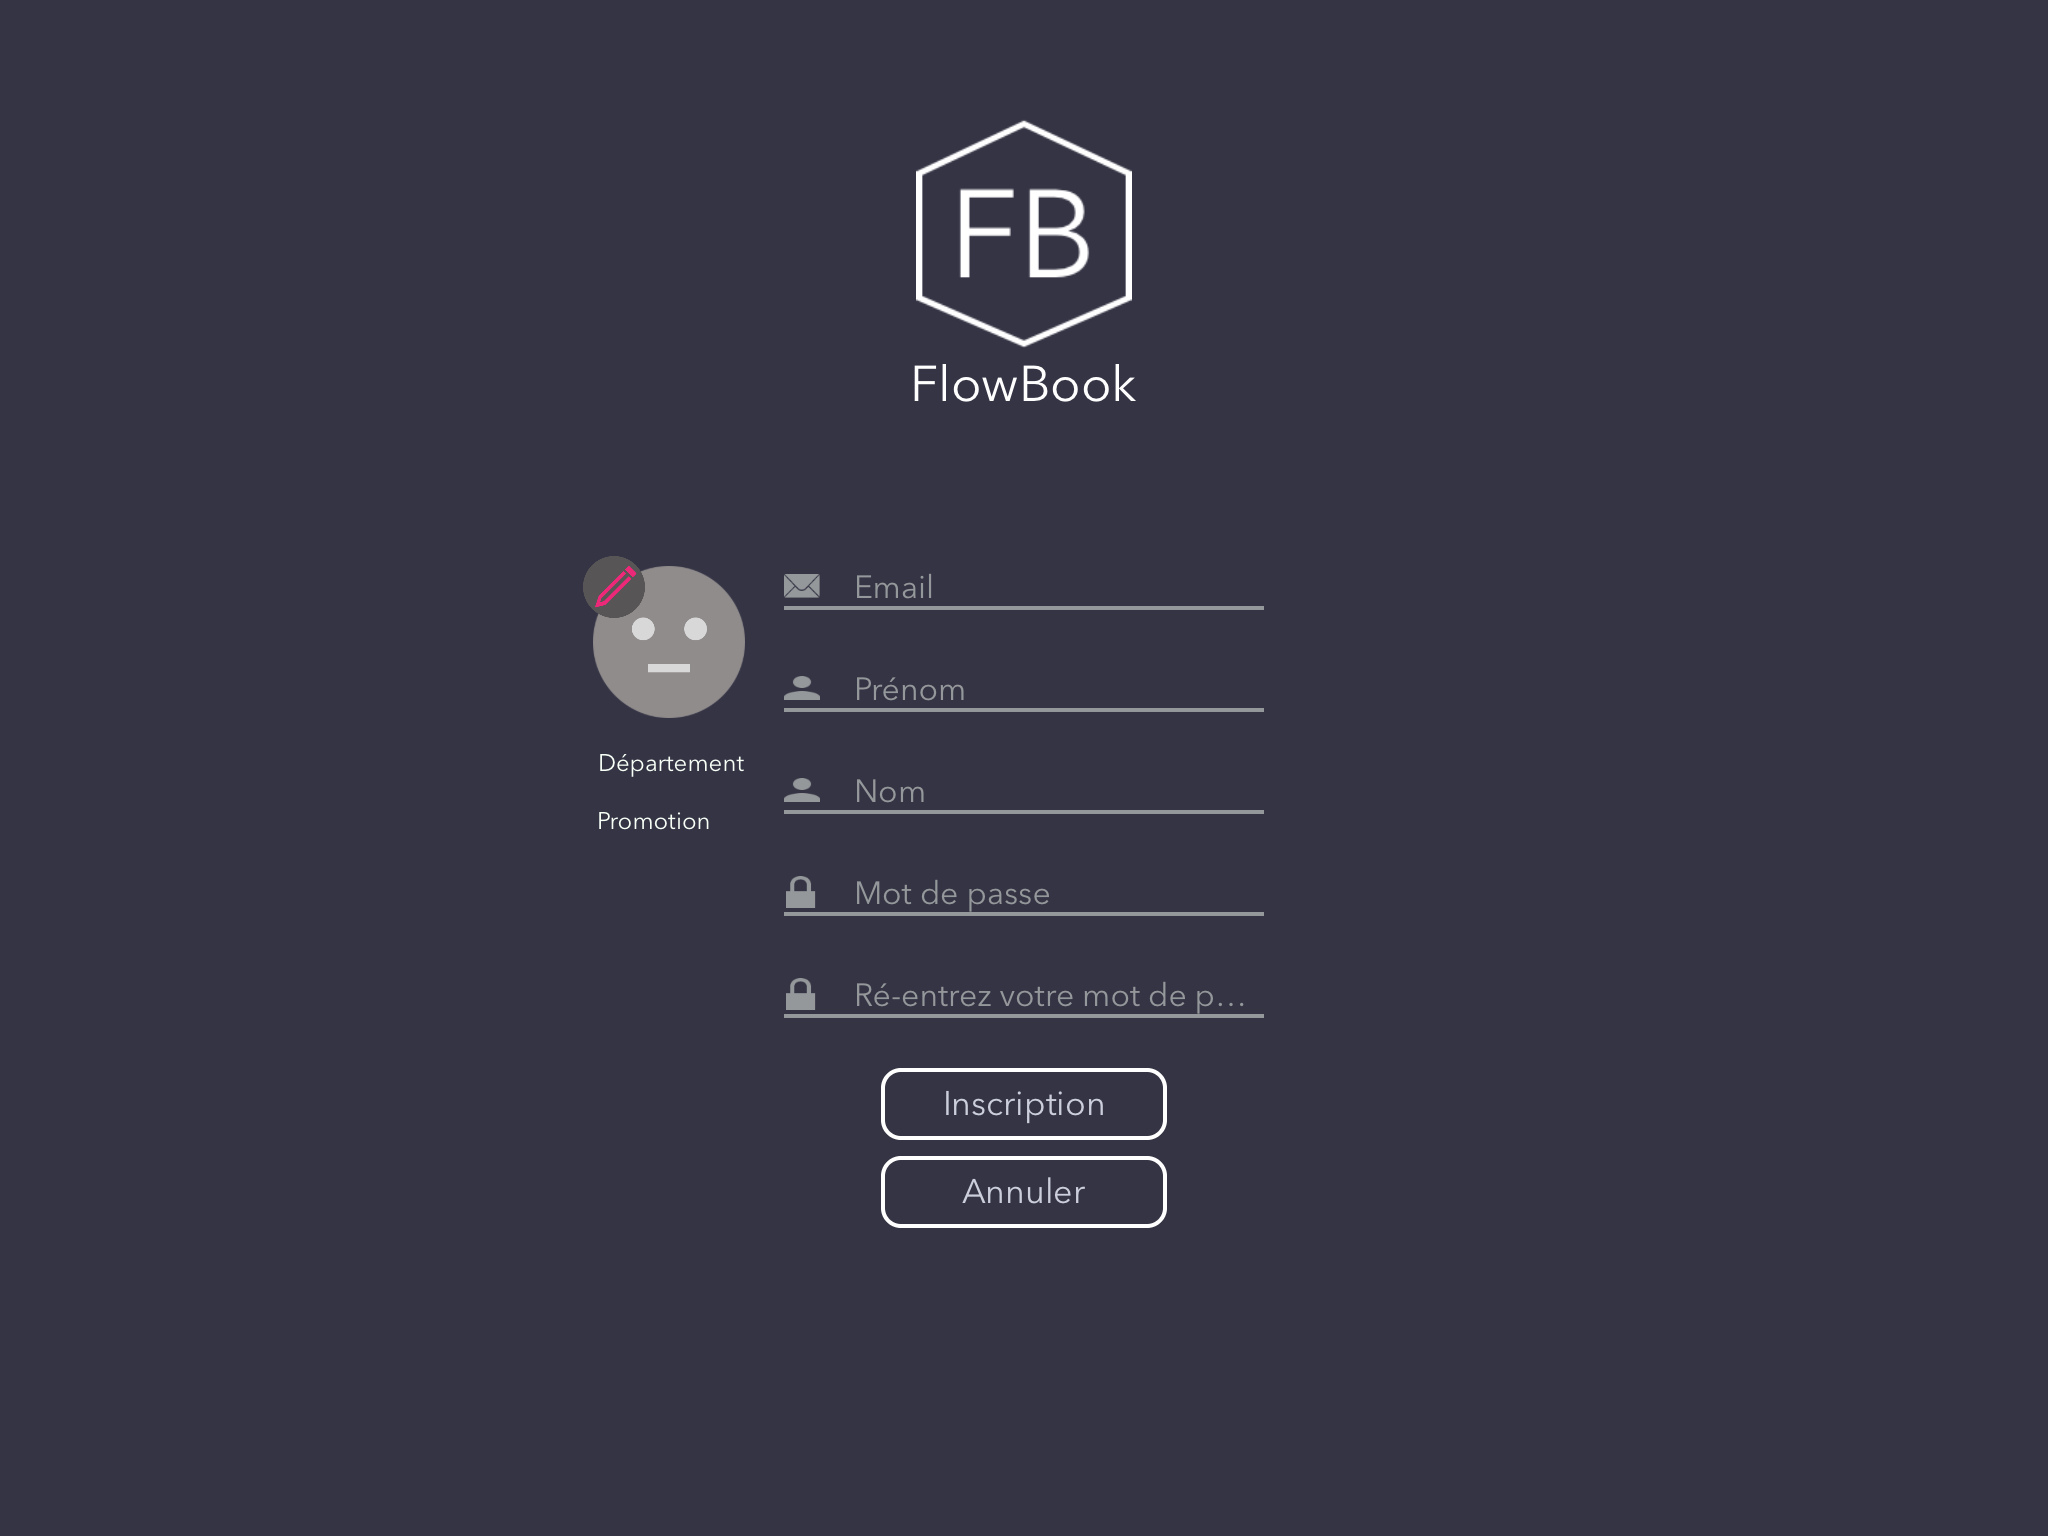 FB
FlowBook
Email
Prénom
Département
Nom
Promotion
Mot de passe
Ré-entrez votre mot de p...
Inscription
Annuler